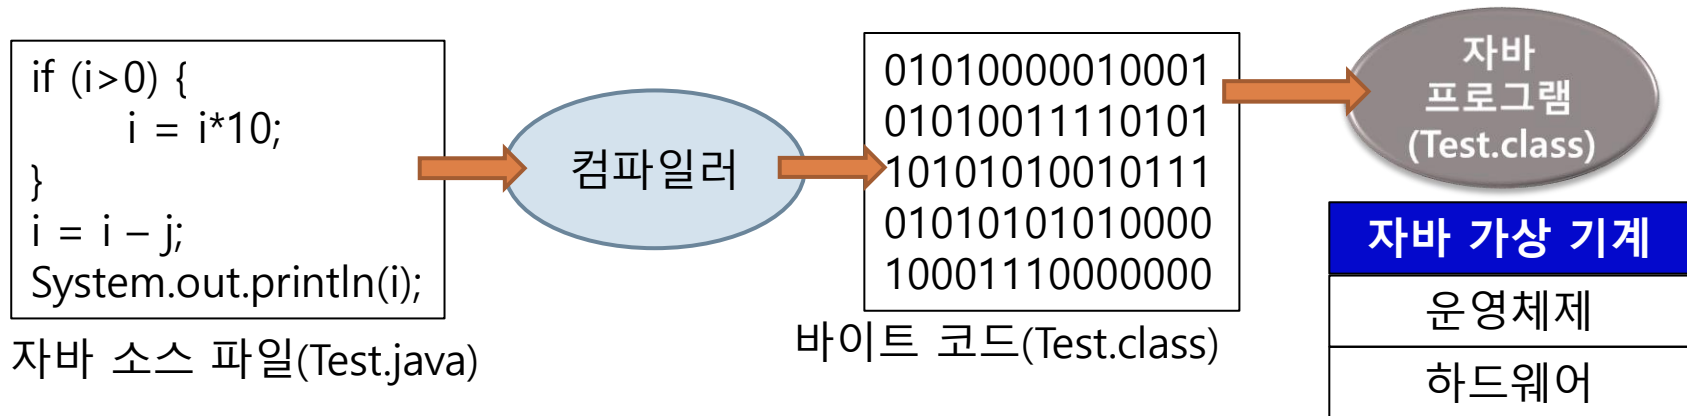 if (i>0) {
i = i*10;
}
i = i – j;
System.out.println(i);
자바 소스 파일(Test.java)
컴파일러
01010000010001
01010011110101
10101010010111
01010101010000
10001110000000
바이트 코드(Test.class)
자바
프로그램
(Test.class)
자바 가상 기계
운영체제
하드웨어